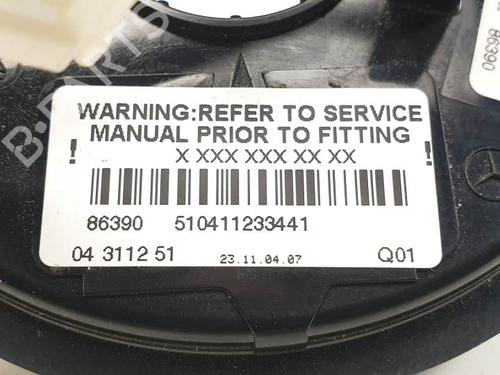 WARNING:REFER TO SERVICE
MANUAL PRIOR TO FITTING
! !
X XXX XXX XX XX
86390 510411233441
04 3112 51 23.11.04.07 Q01
86390
B-PARTS